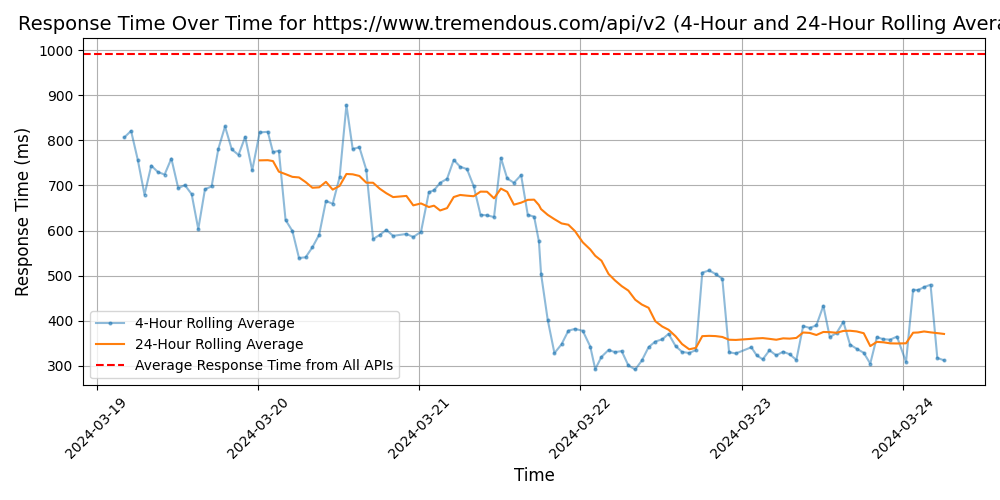 Response Time Over Time for https://www.tremendous.com/api/v2 (4-Hour and 24-Hour Rolling Avera
Response Time (ms)
1000
900
800
700
600
500
400
300
4-Hour Rolling Average
24-Hour Rolling Average
Average Response Time from All APIs
2024-03-19
2024-03-20
2024-03-21
2024-03-22
2024-03-23
2024-03-24
Time